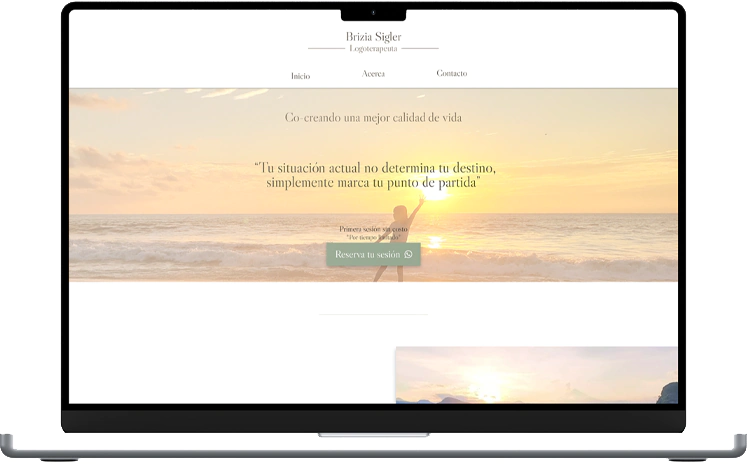 Brizia Sigler
Logoterapeuta
Inicio Acerca Contacto
Co-creando una mejor calidad de vida
“Tu situación actual no determina tu destino,
simplemente marca tu punto de partida”
Primera sesión sin costo
"Por tiempo limitado"
Reserva tu sesión